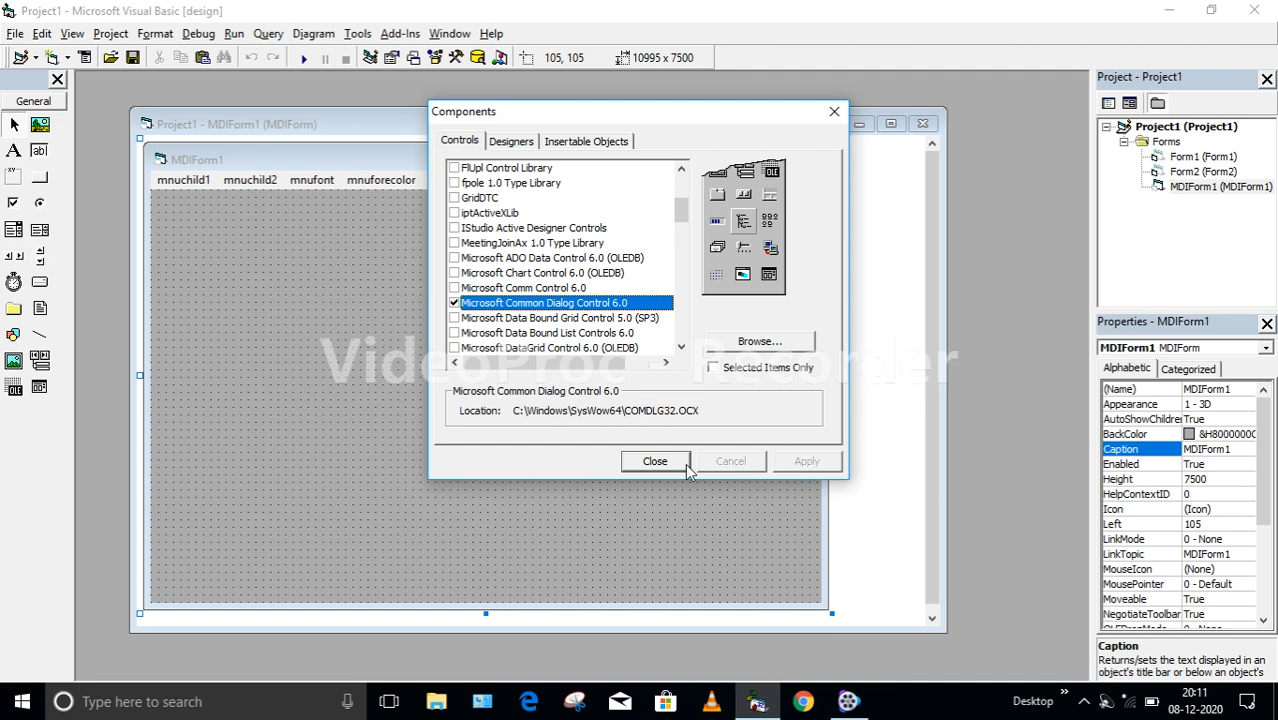 Project1 - Microsoft Visual Basic [design]
File Edit View Project Format Debug Run Query Diagram Tools Add-Ins Window Help
105, 105 10995 x 7500
General
Project1 - MDIForm1 (MDIForm)
MDIForm1
mnuchild1 mnuchild2 mnufont mnuforecolor
Components
Controls Designers Insertable Objects
FlUpl Control Library
fpole 1.0 Type Library
GridDTC
iptActiveXLib
IStudio Active Designer Controls
MeetingJoinAx 1.0 Type Library
Microsoft ADO Data Control 6.0 (OLEDB)
Microsoft Chart Control 6.0 (OLEDB)
Microsoft Comm Control 6.0
Microsoft Common Dialog Control 6.0
Microsoft Data Bound Grid Control 5.0 (SP3)
Microsoft Data Bound List Controls 6.0
Microsoft DataGrid Control 6.0 (OLEDB)
Browse...
Selected Items Only
Microsoft Common Dialog Control 6.0
Location: C:\Windows\SysWow64\COMDLG32.OCX
Close Cancel Apply
VideoProc - Recorder
Project - Project1
Project1 (Project1)
Forms
Form1 (Form1)
Form2 (Form2)
MDIForm1 (MDIForm1)
Properties - MDIForm1
MDIForm1 MDIForm
Alphabetic Categorized
(Name) MDIForm1
Appearance 1 - 3D
AutoShowChildren True
BackColor &H8000000C
Caption MDIForm1
Enabled True
Height 7500
HelpContextID 0
Icon (Icon)
Left 105
LinkMode 0 - None
LinkTopic MDIForm1
MouseIcon (None)
MousePointer 0 - Default
Moveable True
NegotiateToolbar True
OLEDropMode 0 - None
Caption
Returns/sets the text displayed in an
object's title bar or below an object's
Type here to search
Desktop
20:11
08-12-2020